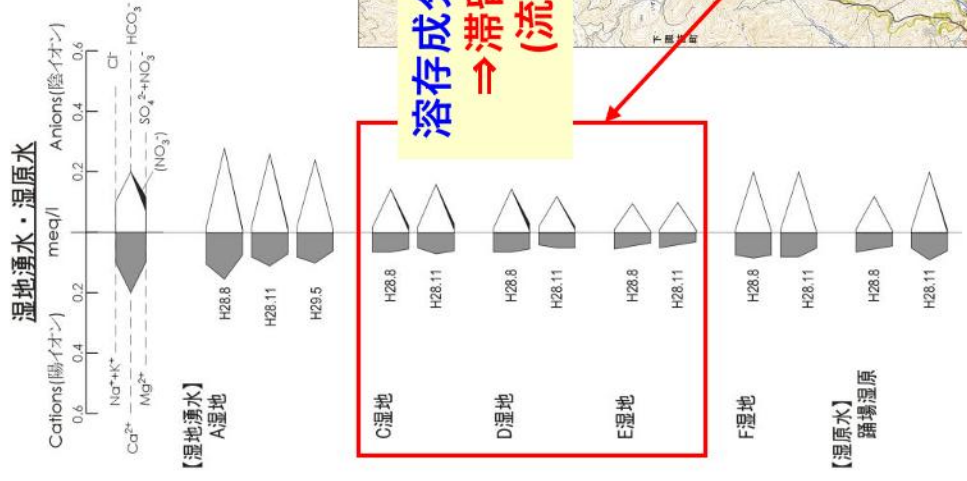 湿地湧水・湿原水
Cations(陽イオン) meq/l Anions(陰イオン)
0.6 0.4 0.2 0.2 0.4 0.6
Na⁺+K⁺ Cl⁻
Ca²⁺ HCO₃⁻
Mg²⁺ SO₄²⁻+NO₃⁻
(NO₃⁻)
【湿地湧水】
A湿地
H28.8
H28.11
H29.5
C湿地
H28.8
H28.11
D湿地
H28.8
H28.11
E湿地
H28.8
H28.11
F湿地
H28.8
H28.11
【湿原水】
踊場湿原
H28.8
H28.11
溶存成分
⇒滞留
(流